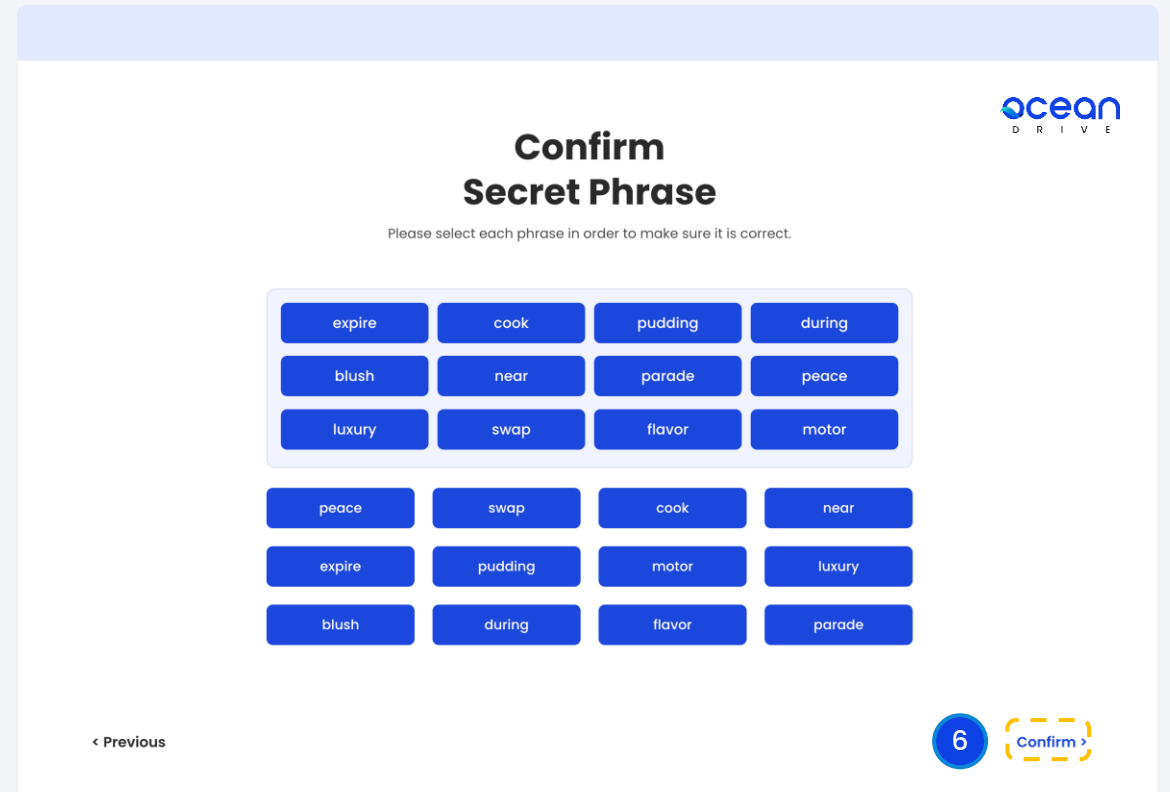 ocean
DRIVE
Confirm
Secret Phrase
Please select each phrase in order to make sure it is correct.
expire cook pudding during
blush near parade peace
luxury swap flavor motor
peace swap cook near
expire pudding motor luxury
blush during flavor parade
< Previous 6 Confirm >